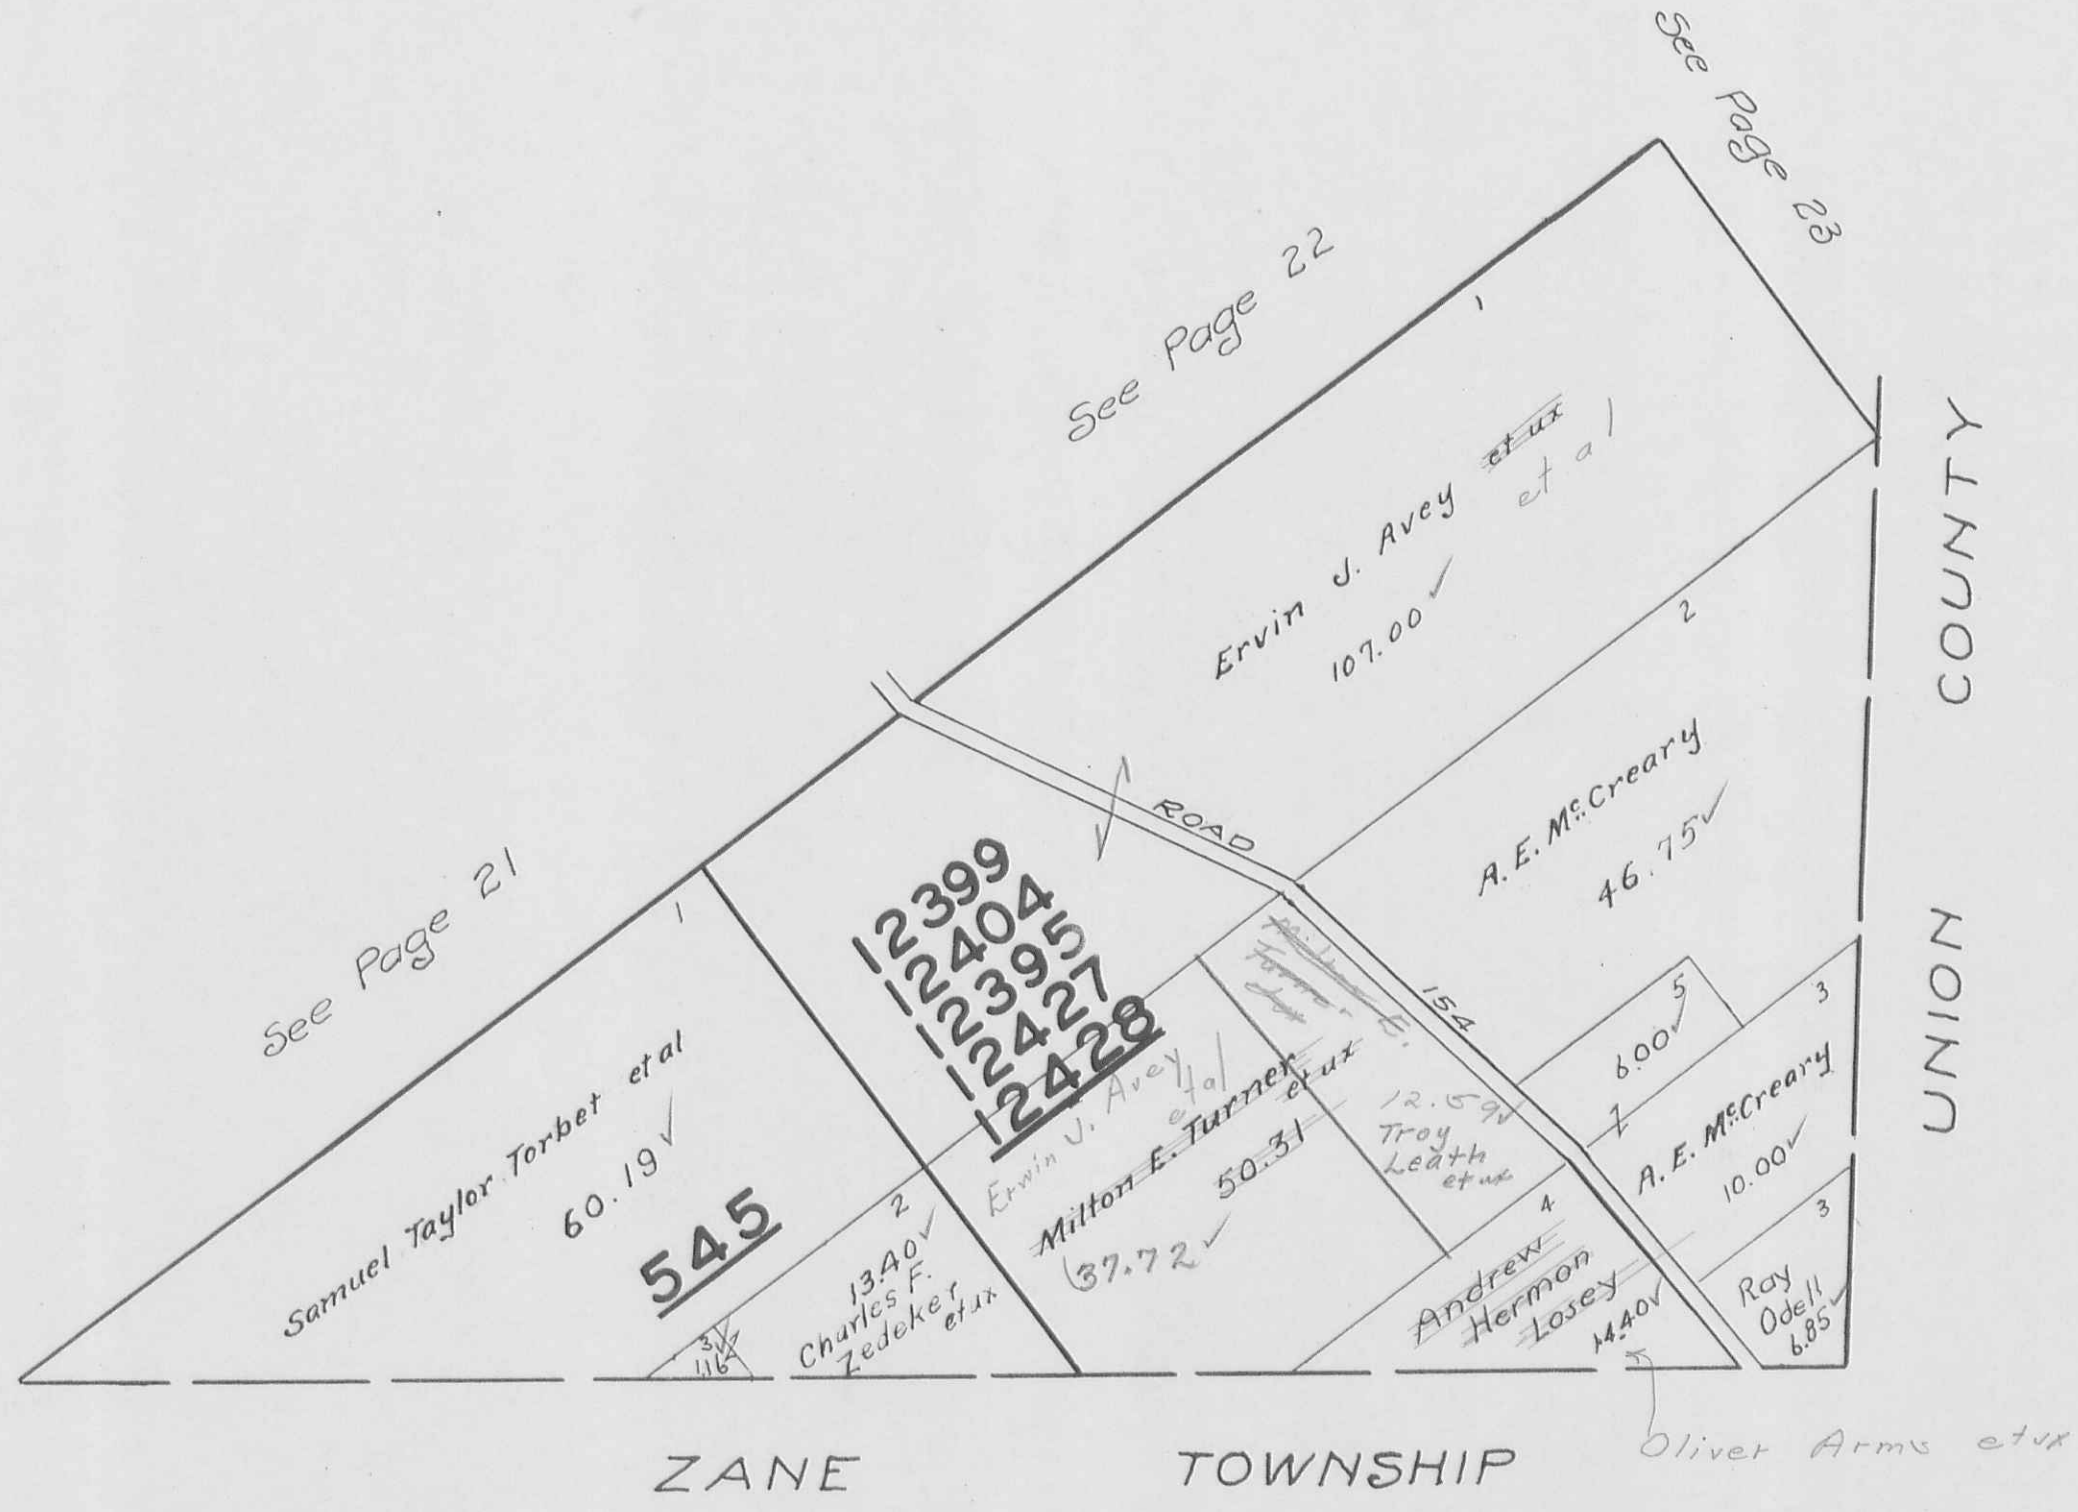 See Page 23
See Page 22
1
Ervin J. Avey et ux
et al
107.00 ✓
COUNTY
UNION
2
A. E. McCreary
46.75 ✓
ROAD
154
See Page 21
1
Samuel Taylor Torbet et al
60.19 ✓
545
12399
12404
12395
12427
12428
Milton E.
Turner
et ux
5
6.00 ✓
3
A. E. McCreary
10.00 ✓
3
Ray
Odell
6.85 ✓
Erwin J. Avey
et al
Milton E. Turner
et ux
50.31
37.72 ✓
12.59 ✓
Troy
Leath
et ux
2
13.40 ✓
Charles F.
Zedeker
et ux
3 ✓
1.16
4
Andrew
Hermon
Losey
14.40 ✓
Oliver Arms et ux
ZANE TOWNSHIP